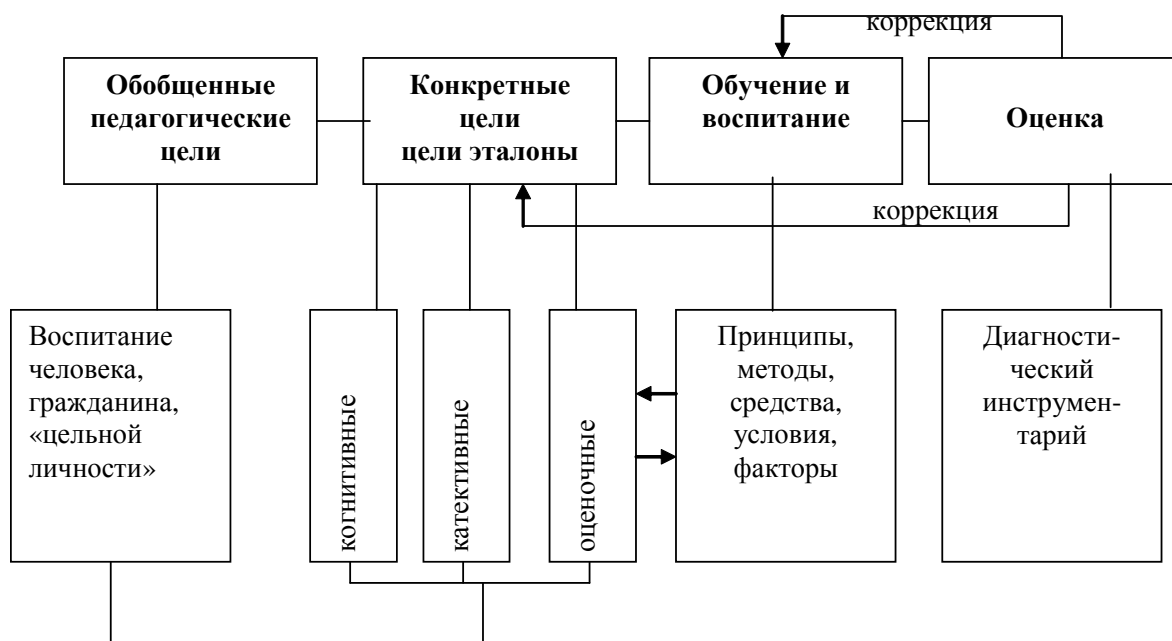 коррекция
Обобщенные
педагогические
цели
Конкретные
цели
цели эталоны
Обучение и
воспитание
Оценка
коррекция
Воспитание
человека,
гражданина,
«цельной
личности»
когнитивные
катективные
оценочные
Принципы,
методы,
средства,
условия,
факторы
Диагности-
ческий
инструмен-
тарий